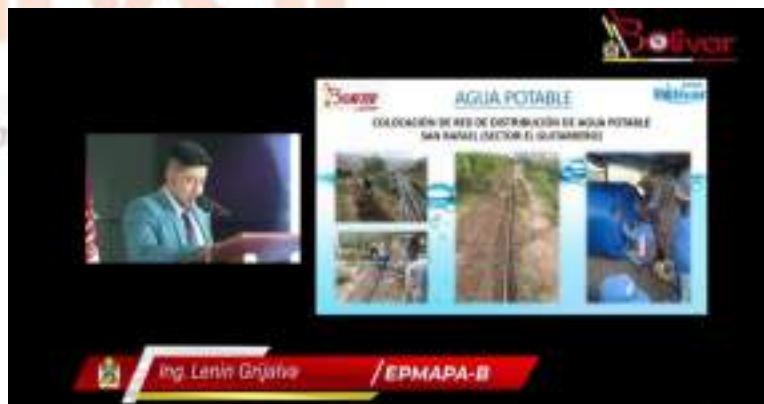 Bolívar
AGUA POTABLE
COLOCACIÓN DE RED DE DISTRIBUCIÓN DE AGUA POTABLE
SAN RAFAEL (SECTOR EL GUITARRERO)
Ing. Lenin Grijalva
/EPMAPA-B